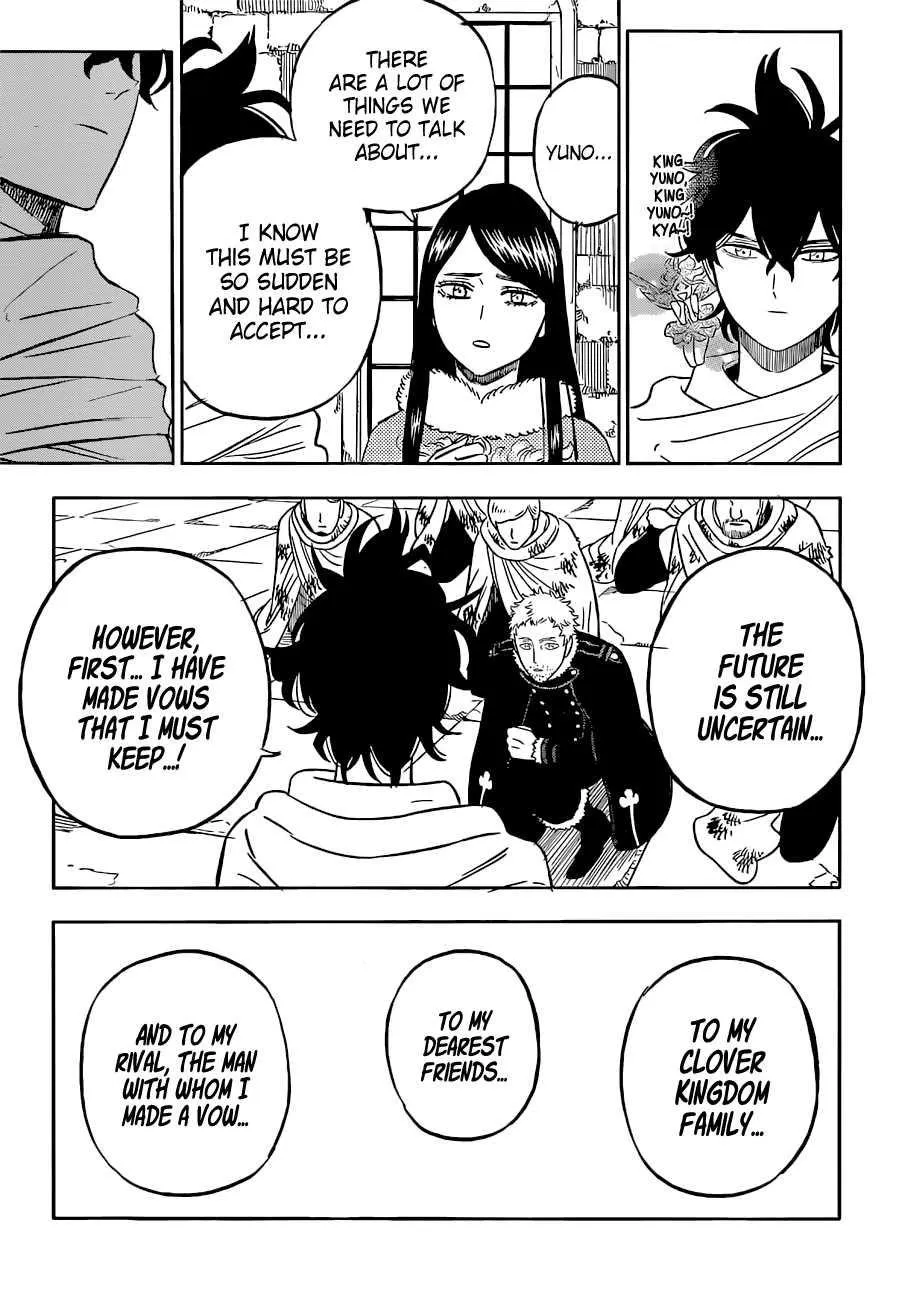 KING
YUNO,
KING
YUNO~!
KYA~!
YUNO...
THERE
ARE A LOT OF
THINGS WE
NEED TO TALK
ABOUT...
I KNOW
THIS MUST BE
SO SUDDEN
AND HARD TO
ACCEPT...
THE
FUTURE
IS STILL
UNCERTAIN...
HOWEVER,
FIRST... I HAVE
MADE VOWS
THAT I MUST
KEEP...!
TO MY
CLOVER
KINGDOM
FAMILY...
TO MY
DEAREST
FRIENDS...
AND TO MY
RIVAL, THE MAN
WITH WHOM I
MADE A VOW...